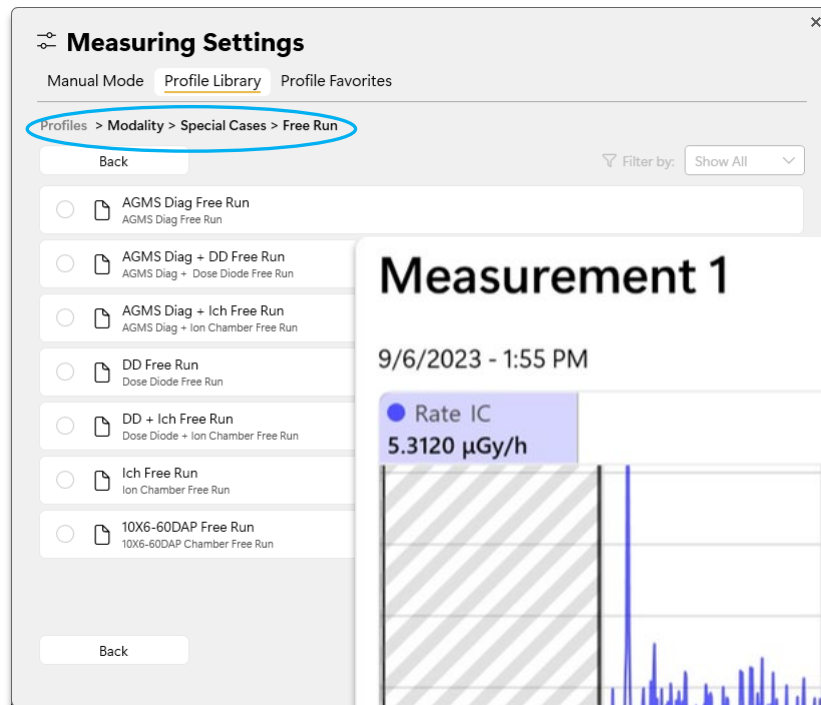 Measuring Settings
Manual Mode Profile Library Profile Favorites
Profiles > Modality > Special Cases > Free Run
Back
Filter by: Show All
AGMS Diag Free Run
AGMS Diag Free Run
AGMS Diag + DD Free Run
AGMS Diag + Dose Diode Free Run
AGMS Diag + Ich Free Run
AGMS Diag + Ion Chamber Free Run
DD Free Run
Dose Diode Free Run
DD + Ich Free Run
Dose Diode + Ion Chamber Free Run
Ich Free Run
Ion Chamber Free Run
10X6-60DAP Free Run
10X6-60DAP Chamber Free Run
Back
Measurement 1
9/6/2023 - 1:55 PM
Rate IC
5.3120 µGy/h